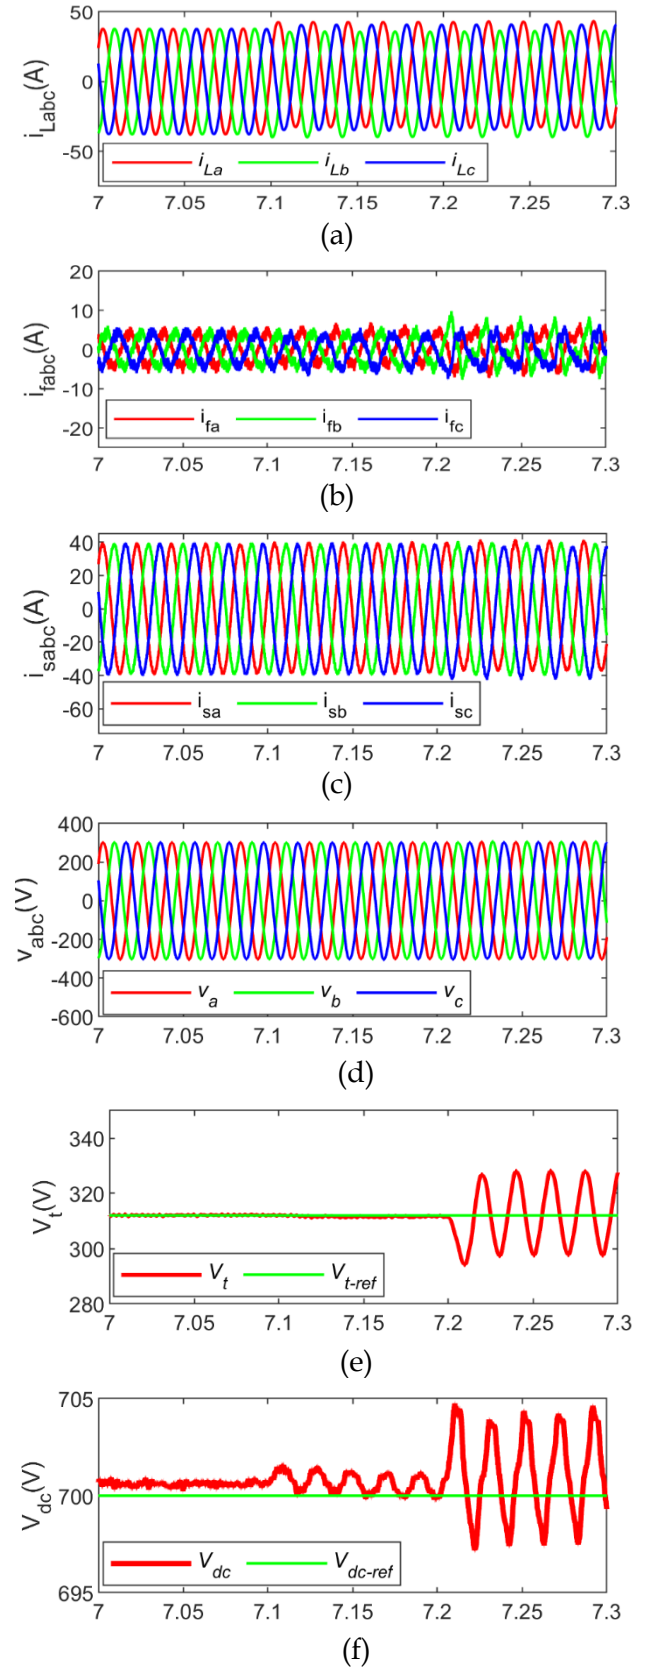 50
0
-50
i_Labc(A)
i_La i_Lb i_Lc
7 7.05 7.1 7.15 7.2 7.25 7.3
(a)
20
10
0
-10
-20
i_fabc(A)
i_fa i_fb i_fc
7 7.05 7.1 7.15 7.2 7.25 7.3
(b)
40
20
0
-20
-40
-60
i_sabc(A)
i_sa i_sb i_sc
7 7.05 7.1 7.15 7.2 7.25 7.3
(c)
400
200
0
-200
-400
-600
v_abc(V)
v_a v_b v_c
7 7.05 7.1 7.15 7.2 7.25 7.3
(d)
340
310
280
V_t(V)
V_t V_t-ref
7 7.05 7.1 7.15 7.2 7.25 7.3
(e)
705
700
695
V_dc(V)
V_dc V_dc-ref
7 7.05 7.1 7.15 7.2 7.25 7.3
(f)